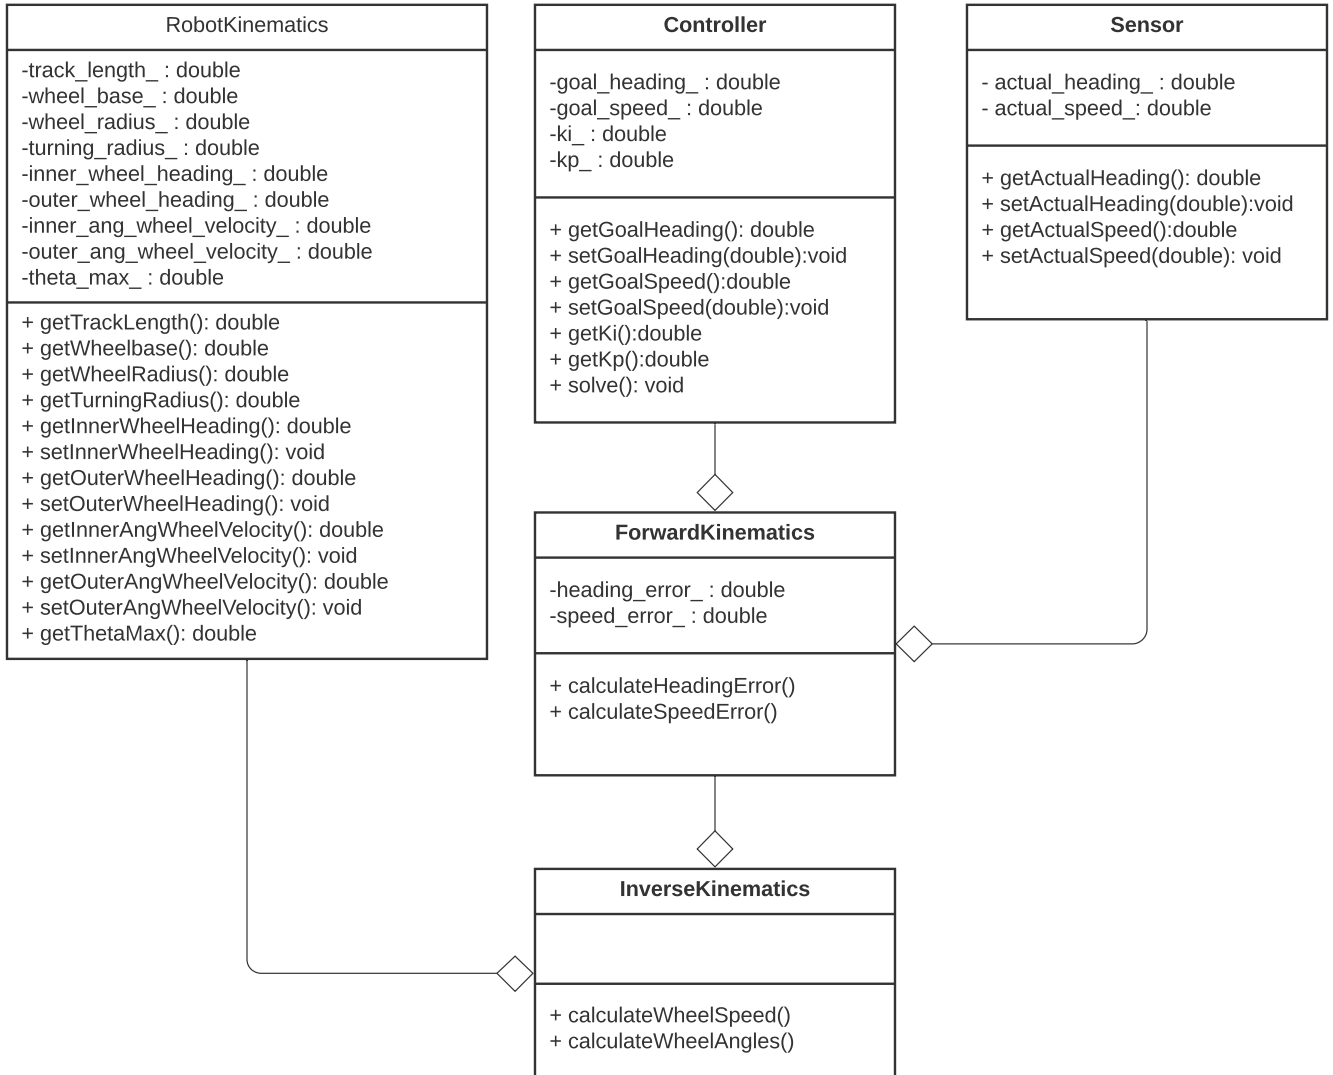 RobotKinematics
-track_length_ : double
-wheel_base_ : double
-wheel_radius_ : double
-turning_radius_ : double
-inner_wheel_heading_ : double
-outer_wheel_heading_ : double
-inner_ang_wheel_velocity_ : double
-outer_ang_wheel_velocity_ : double
-theta_max_ : double
+ getTrackLength(): double
+ getWheelbase(): double
+ getWheelRadius(): double
+ getTurningRadius(): double
+ getInnerWheelHeading(): double
+ setInnerWheelHeading(): void
+ getOuterWheelHeading(): double
+ setOuterWheelHeading(): void
+ getInnerAngWheelVelocity(): double
+ setInnerAngWheelVelocity(): void
+ getOuterAngWheelVelocity(): double
+ setOuterAngWheelVelocity(): void
+ getThetaMax(): double
Controller
-goal_heading_ : double
-goal_speed_ : double
-ki_ : double
-kp_ : double
+ getGoalHeading(): double
+ setGoalHeading(double):void
+ getGoalSpeed():double
+ setGoalSpeed(double):void
+ getKi():double
+ getKp():double
+ solve(): void
Sensor
- actual_heading_ : double
- actual_speed_: double
+ getActualHeading(): double
+ setActualHeading(double):void
+ getActualSpeed():double
+ setActualSpeed(double): void
ForwardKinematics
-heading_error_ : double
-speed_error_ : double
+ calculateHeadingError()
+ calculateSpeedError()
InverseKinematics
+ calculateWheelSpeed()
+ calculateWheelAngles()